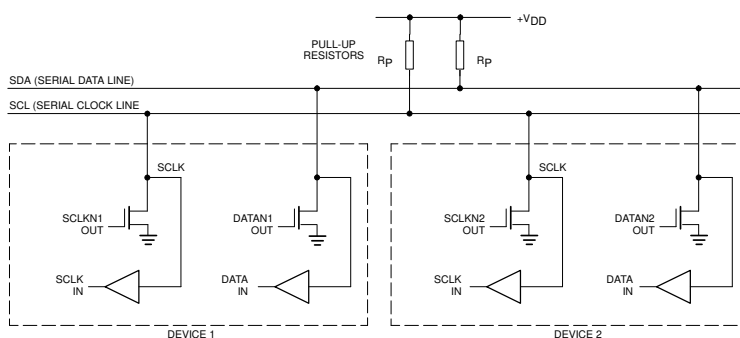 +VDD
PULL-UP
RESISTORS
RP
RP
SDA (SERIAL DATA LINE)
SCL (SERIAL CLOCK LINE
SCLK
SCLKN1
OUT
DATAN1
OUT
SCLK
IN
DATA
IN
DEVICE 1
SCLK
SCLKN2
OUT
DATAN2
OUT
SCLK
IN
DATA
IN
DEVICE 2